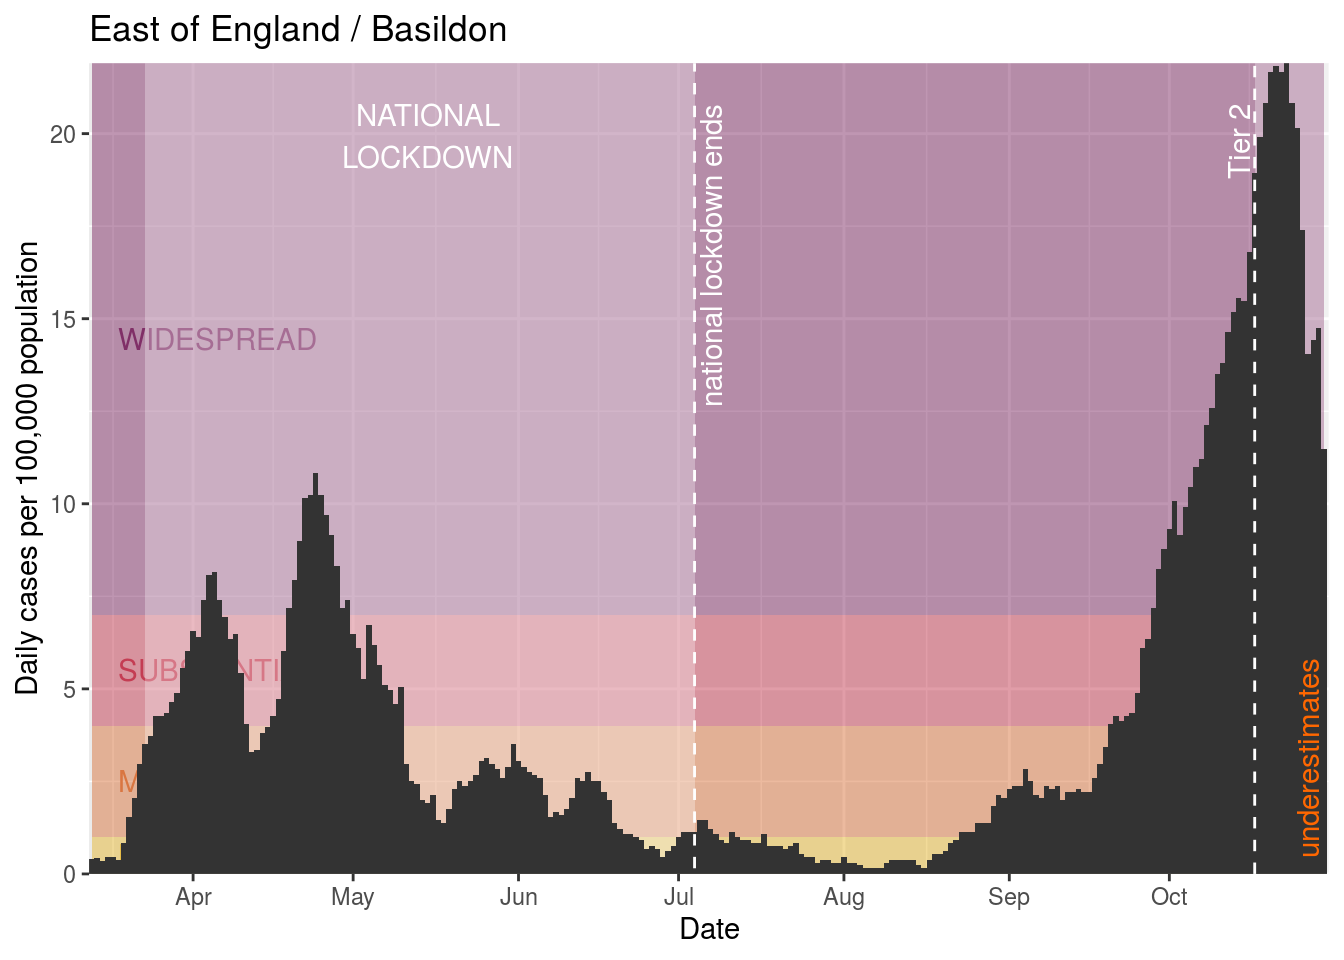 East of England / Basildon
Daily cases per 100,000 population
20
15
10
5
0
NATIONAL
LOCKDOWN
WIDESPREAD
national lockdown ends
Tier 2
underestimates
Apr
May
Jun
Jul
Aug
Sep
Oct
Date